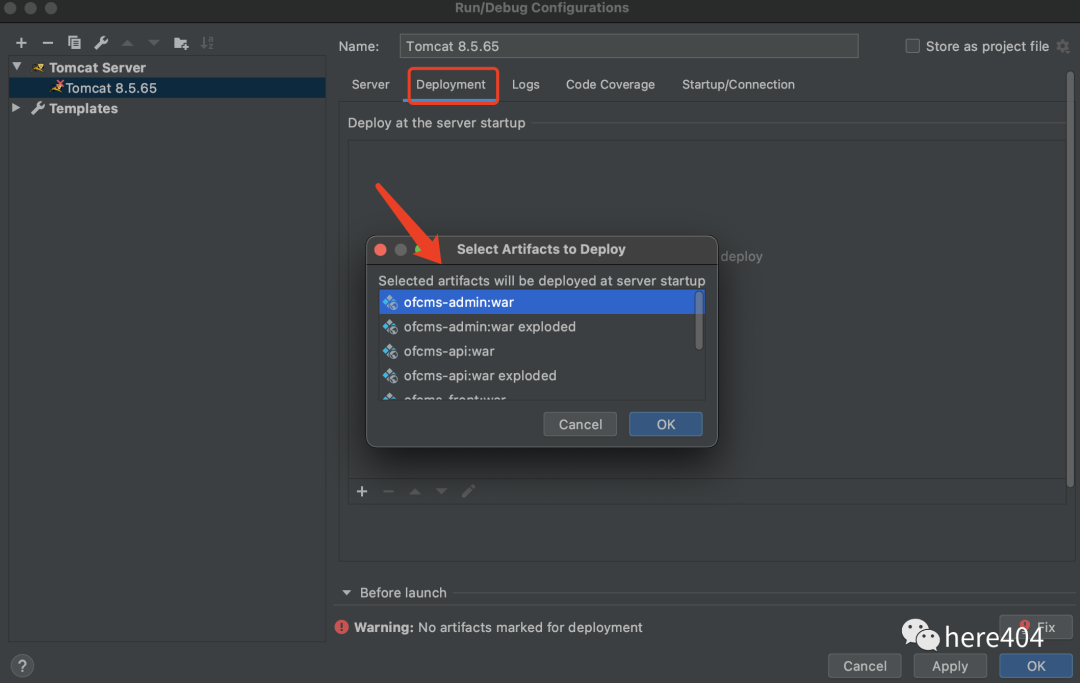 Run/Debug Configurations
Name:
Tomcat 8.5.65
Store as project file
Tomcat Server
Tomcat 8.5.65
Templates
Server
Deployment
Logs
Code Coverage
Startup/Connection
Deploy at the server startup
deploy
Select Artifacts to Deploy
Selected artifacts will be deployed at server startup
ofcms-admin:war
ofcms-admin:war exploded
ofcms-api:war
ofcms-api:war exploded
ofcms-front:war
Cancel
OK
Before launch
Warning: No artifacts marked for deployment
Fix
here404
?
Cancel
Apply
OK